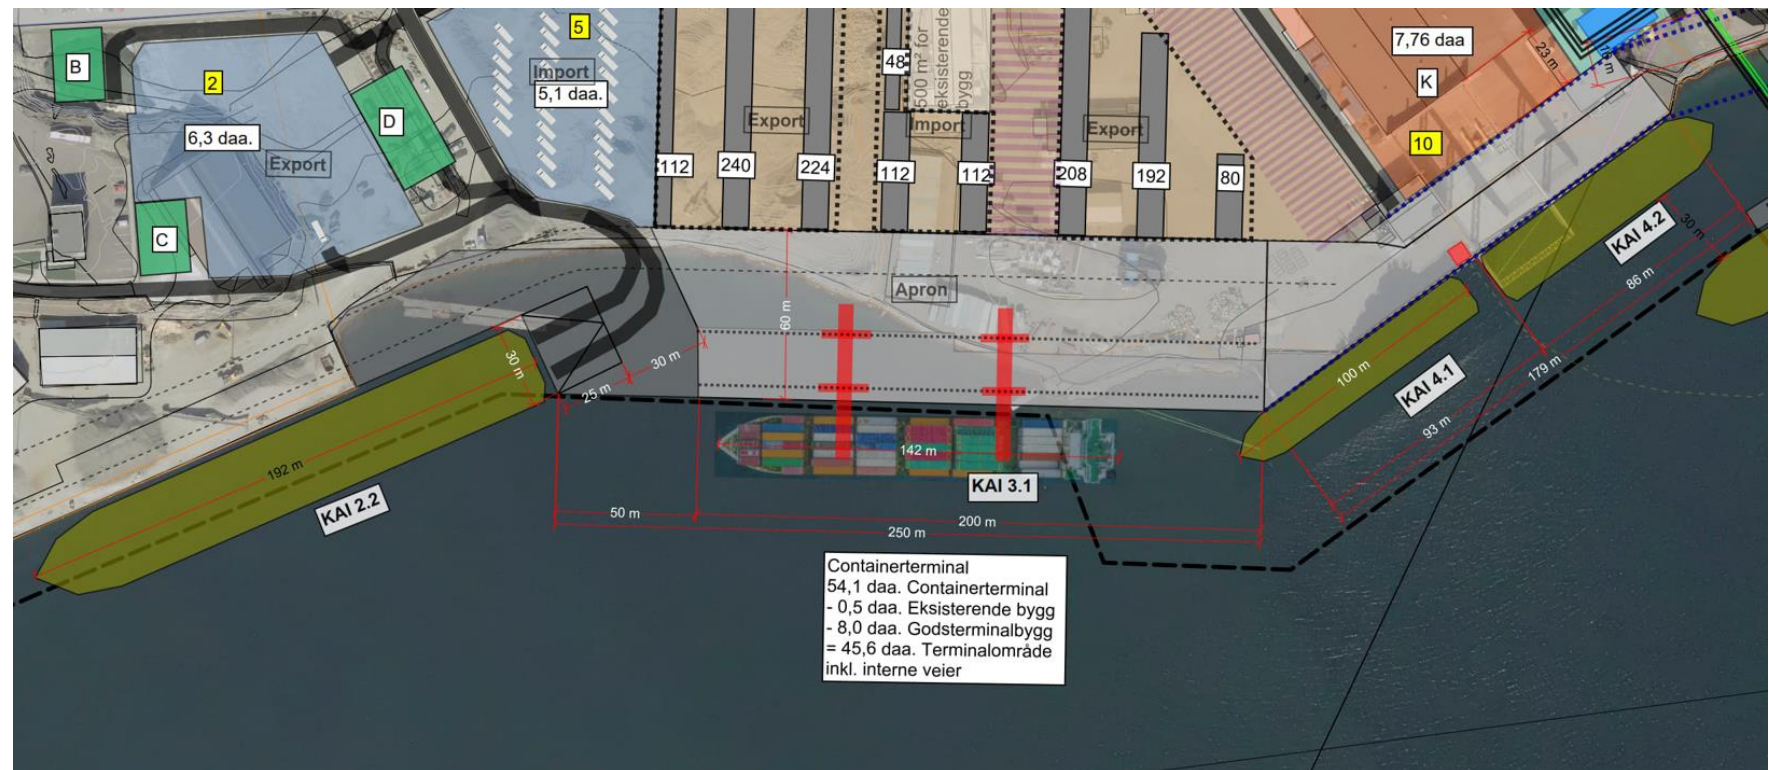 B
2
6,3 daa.
Export
D
C
5
Import
5,1 daa.
Export
48
500 m² for
eksisterende
bygg
Import
Export
112
240
224
112
112
208
192
80
7,76 daa
K
10
23 m
Apron
60 m
30 m
30 m
25 m
192 m
KAI 2.2
142 m
KAI 3.1
50 m
200 m
250 m
100 m
KAI 4.1
93 m
179 m
86 m
30 m
KAI 4.2
Containerterminal
54,1 daa. Containerterminal
- 0,5 daa. Eksisterende bygg
- 8,0 daa. Godsterminalbygg
= 45,6 daa. Terminalområde
inkl. interne veier